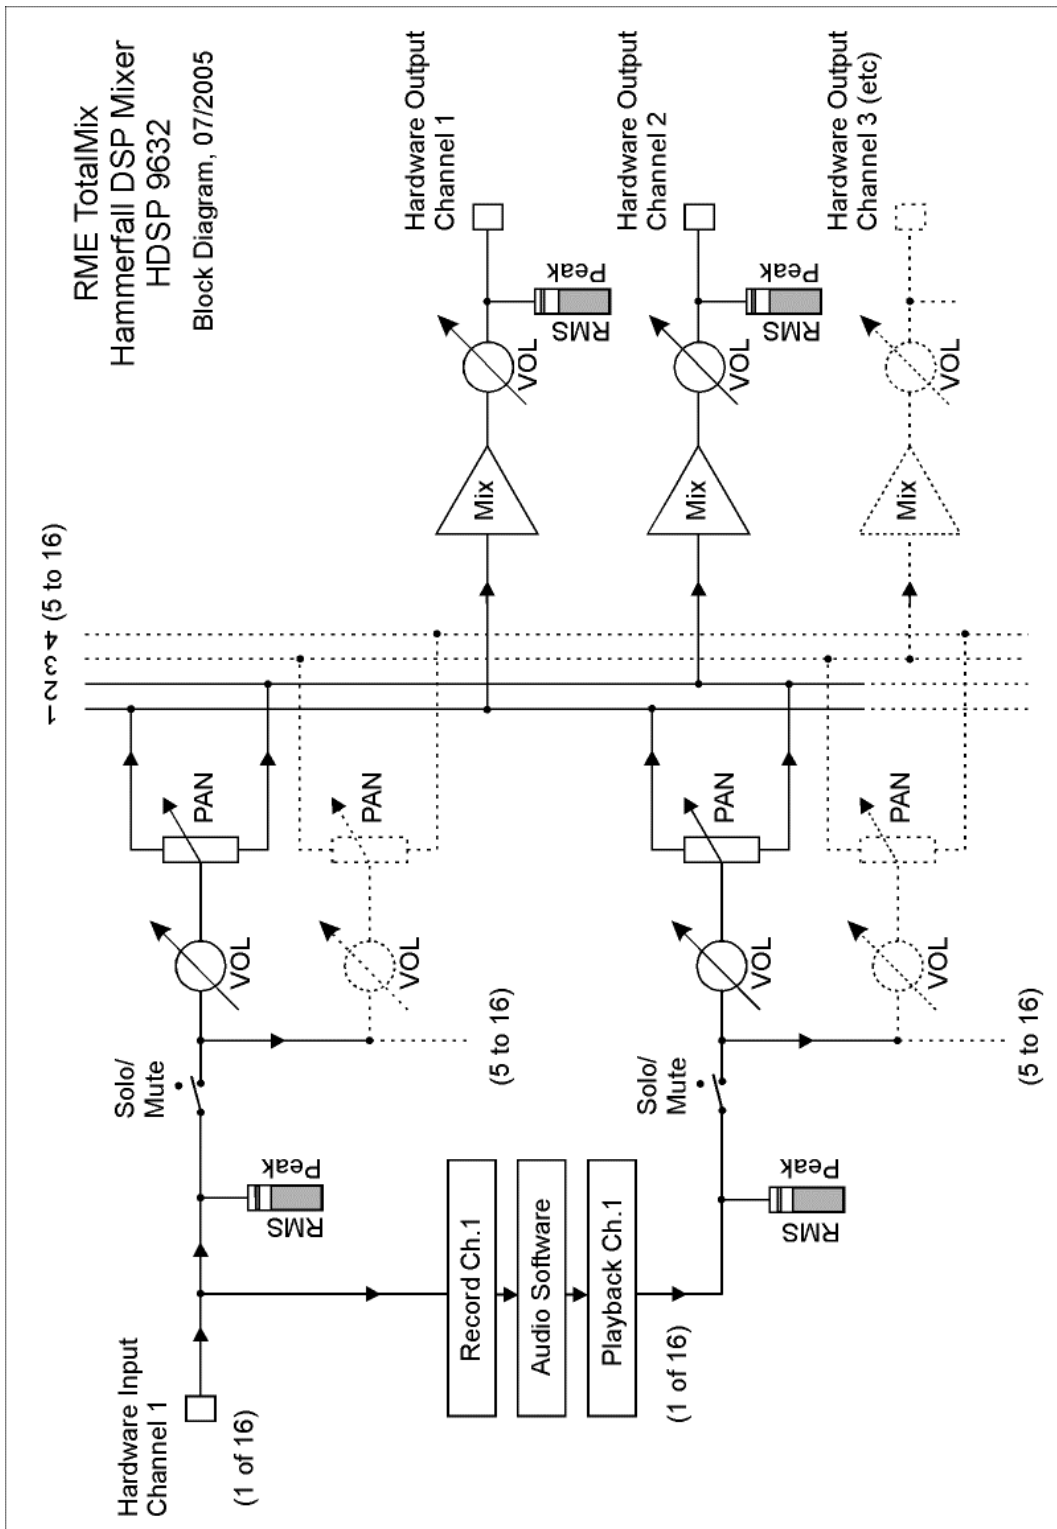 RME TotalMix
Hammerfall DSP Mixer
HDSP 9632
Block Diagram, 07/2005
Hardware Input
Channel 1
(1 of 16)
RMS
Peak
Solo/
Mute
VOL
PAN
VOL
PAN
(5 to 16)
1 2 3 4 (5 to 16)
Record Ch.1
Audio Software
Playback Ch.1
(1 of 16)
RMS
Peak
Solo/
Mute
VOL
PAN
VOL
PAN
(5 to 16)
Mix
VOL
RMS
Peak
Hardware Output
Channel 1
Mix
VOL
RMS
Peak
Hardware Output
Channel 2
Mix
VOL
Hardware Output
Channel 3 (etc)